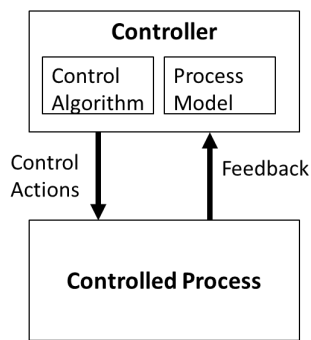 Controller
Control
Algorithm
Process
Model
Control
Actions
Feedback
Controlled Process